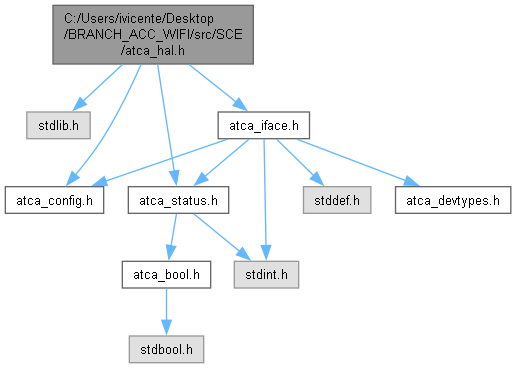 C:/Users/ivicente/Desktop
/BRANCH_ACC_WIFI/src/SCE
/atca_hal.h
stdlib.h
atca_iface.h
atca_config.h
atca_status.h
stddef.h
atca_devtypes.h
atca_bool.h
stdint.h
stdbool.h